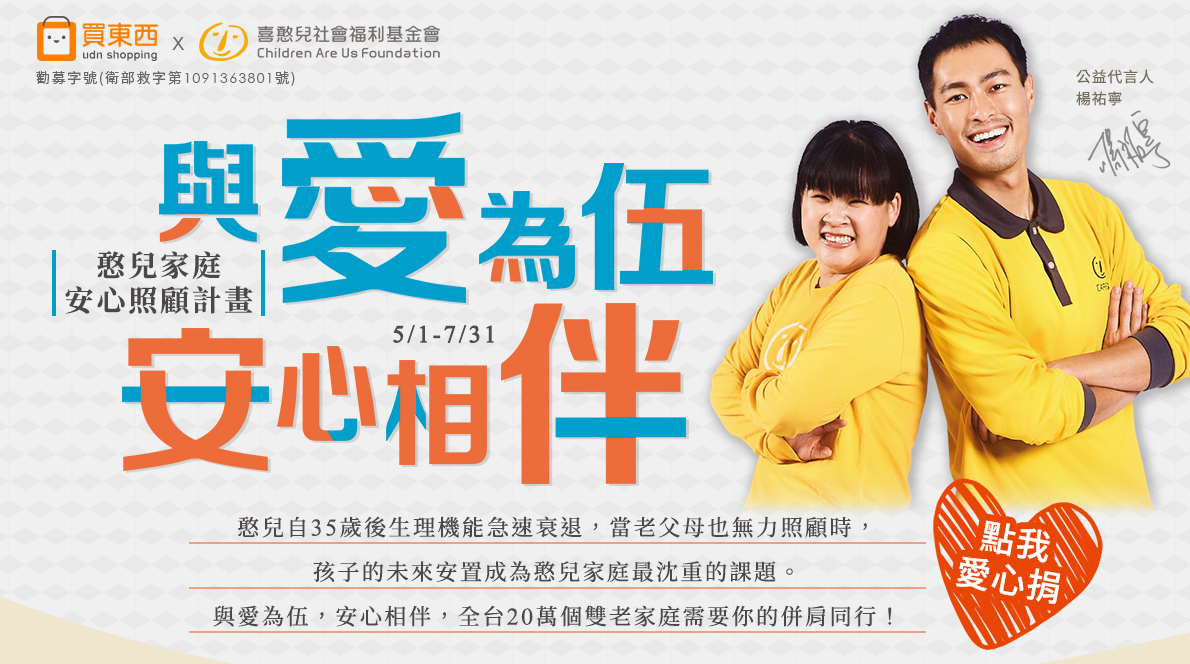 買東西
udn shopping
X
喜憨兒社會福利基金會
Children Are Us Foundation
勸募字號(衛部救字第1091363801號)
公益代言人
楊祐寧
與愛為伍
憨兒家庭
安心照顧計畫
5/1-7/31
安心相伴
憨兒自35歲後生理機能急速衰退，當老父母也無力照顧時，
孩子的未來安置成為憨兒家庭最沈重的課題。
與愛為伍，安心相伴，全台20萬個雙老家庭需要你的併肩同行！
點我
愛心捐